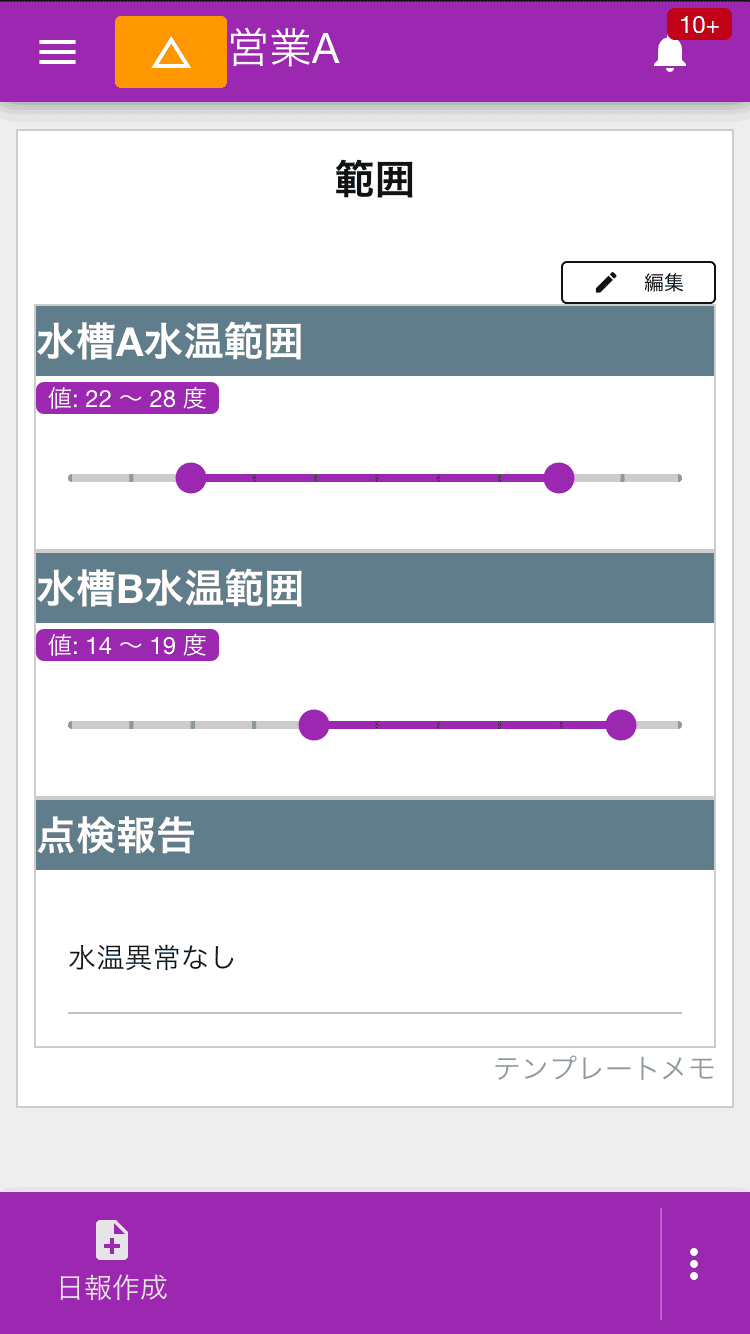 営業A
10+
範囲
編集
水槽A水温範囲
値: 22 〜 28 度
水槽B水温範囲
値: 14 〜 19 度
点検報告
水温異常なし
テンプレートメモ
日報作成